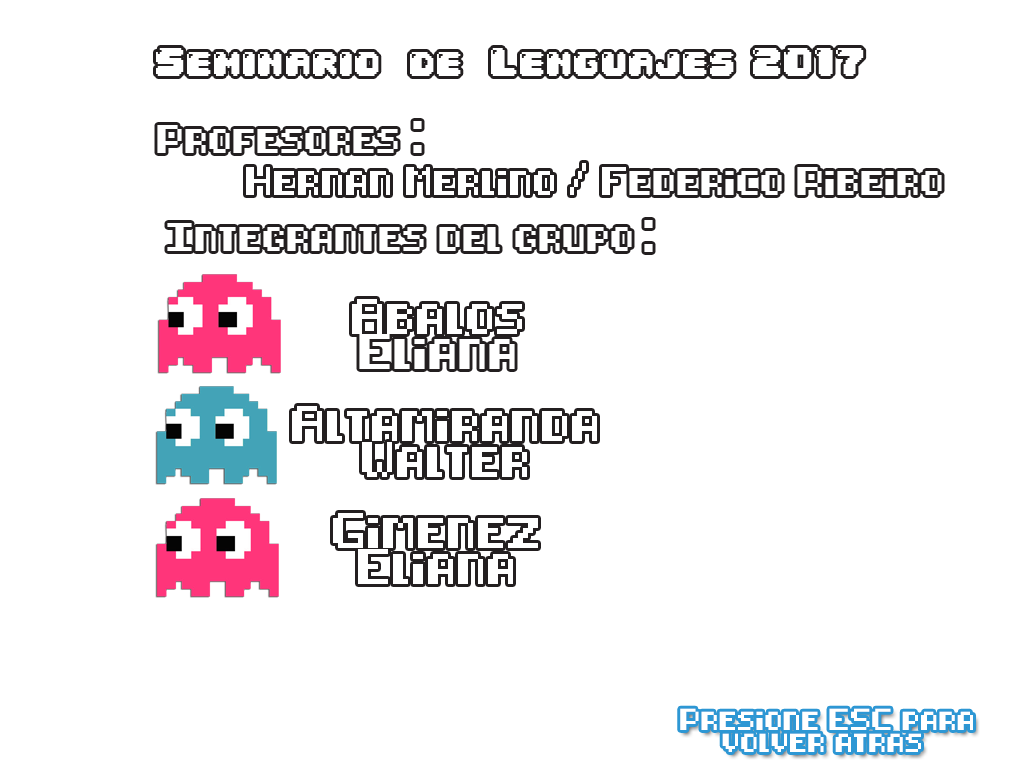 Seminario de Lenguajes 2017
Profesores:
Hernan Merlino / Federico Ribeiro
Integrantes del grupo:
Abalos
Eliana
Altamiranda
Walter
Gimenez
Eliana
Presione ESC para
volver atras